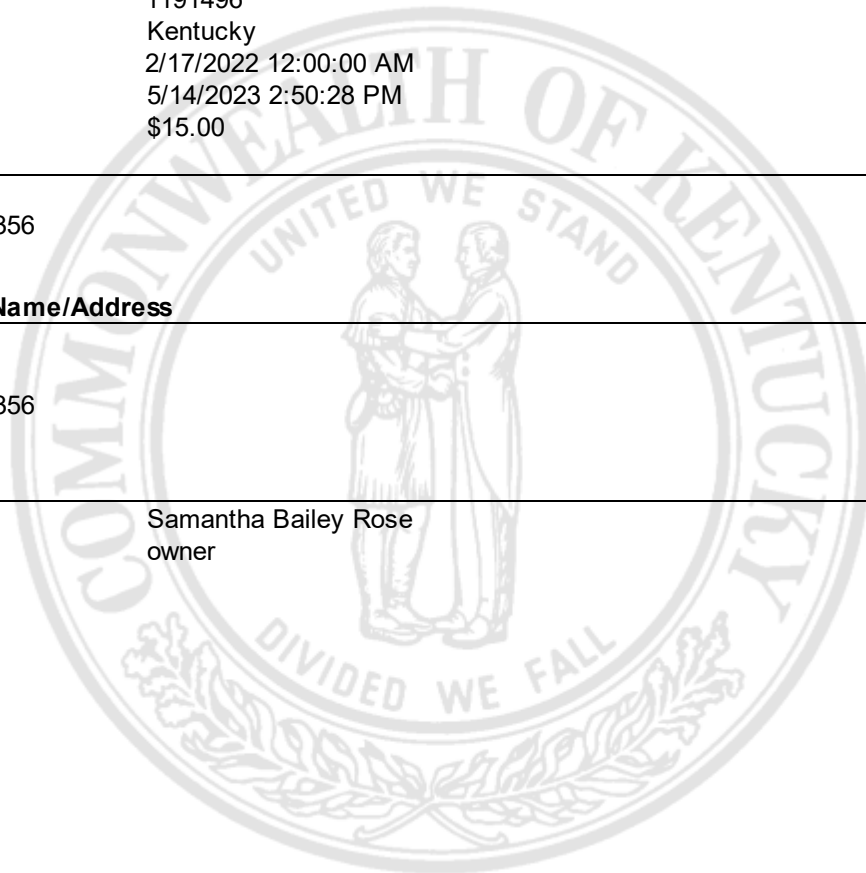 1191496
Kentucky
2/17/2022 12:00:00 AM
5/14/2023 2:50:28 PM
$15.00
COMMONWEALTH OF KENTUCKY
UNITED WE STAND
356
Name/Address
356
Samantha Bailey Rose
owner
DIVIDED WE FALL